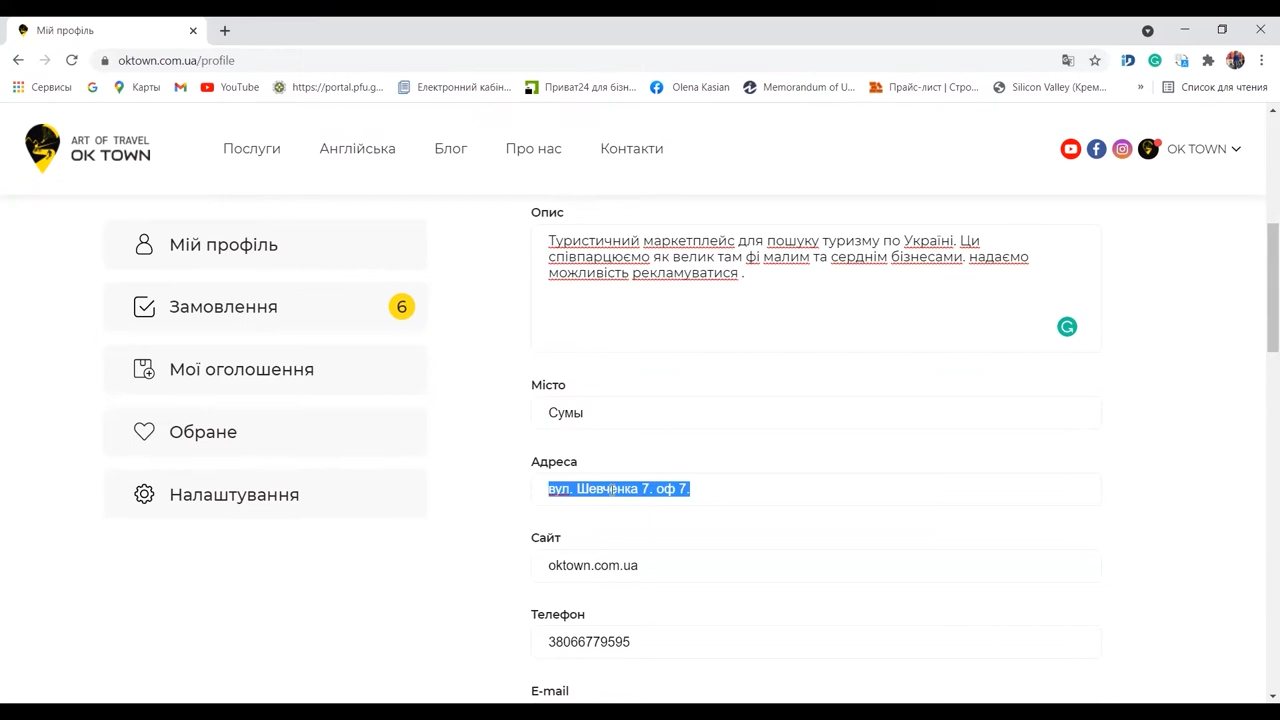 Мій профіль
oktown.com.ua/profile
Сервисы
Карты
YouTube
https://portal.pfu.g...
Електронний кабін...
Приват24 для бізн...
Olena Kasian
Memorandum of U...
Прайс-лист | Стро...
Silicon Valley (Крем...
»
Список для чтения
ART OF TRAVEL
OK TOWN
Послуги
Англійська
Блог
Про нас
Контакти
OK TOWN
Мій профіль
Замовлення
6
Мої оголошення
Обране
Налаштування
Опис
Туристичний маркетплейс для пошуку туризму по Україні. Ци
співпарцюємо як велик там фі малим та серднім бізнесами. надаємо
можливість рекламуватися .
Місто
Сумы
Адреса
вул. Шевченка 7. оф 7.
Сайт
oktown.com.ua
Телефон
38066779595
E-mail